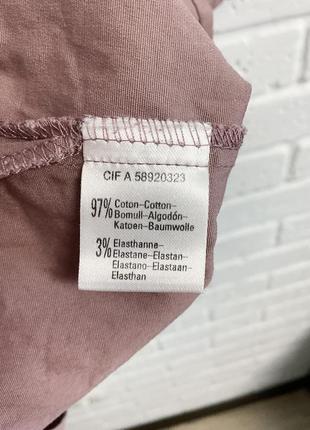 CIF A 58920323
97% Coton–Cotton–
Bomull–Algodón–
Katoen–Baumwolle
3% Elasthanne–
Elastane–Elastan–
Elastano–Elastaan–
Elasthan